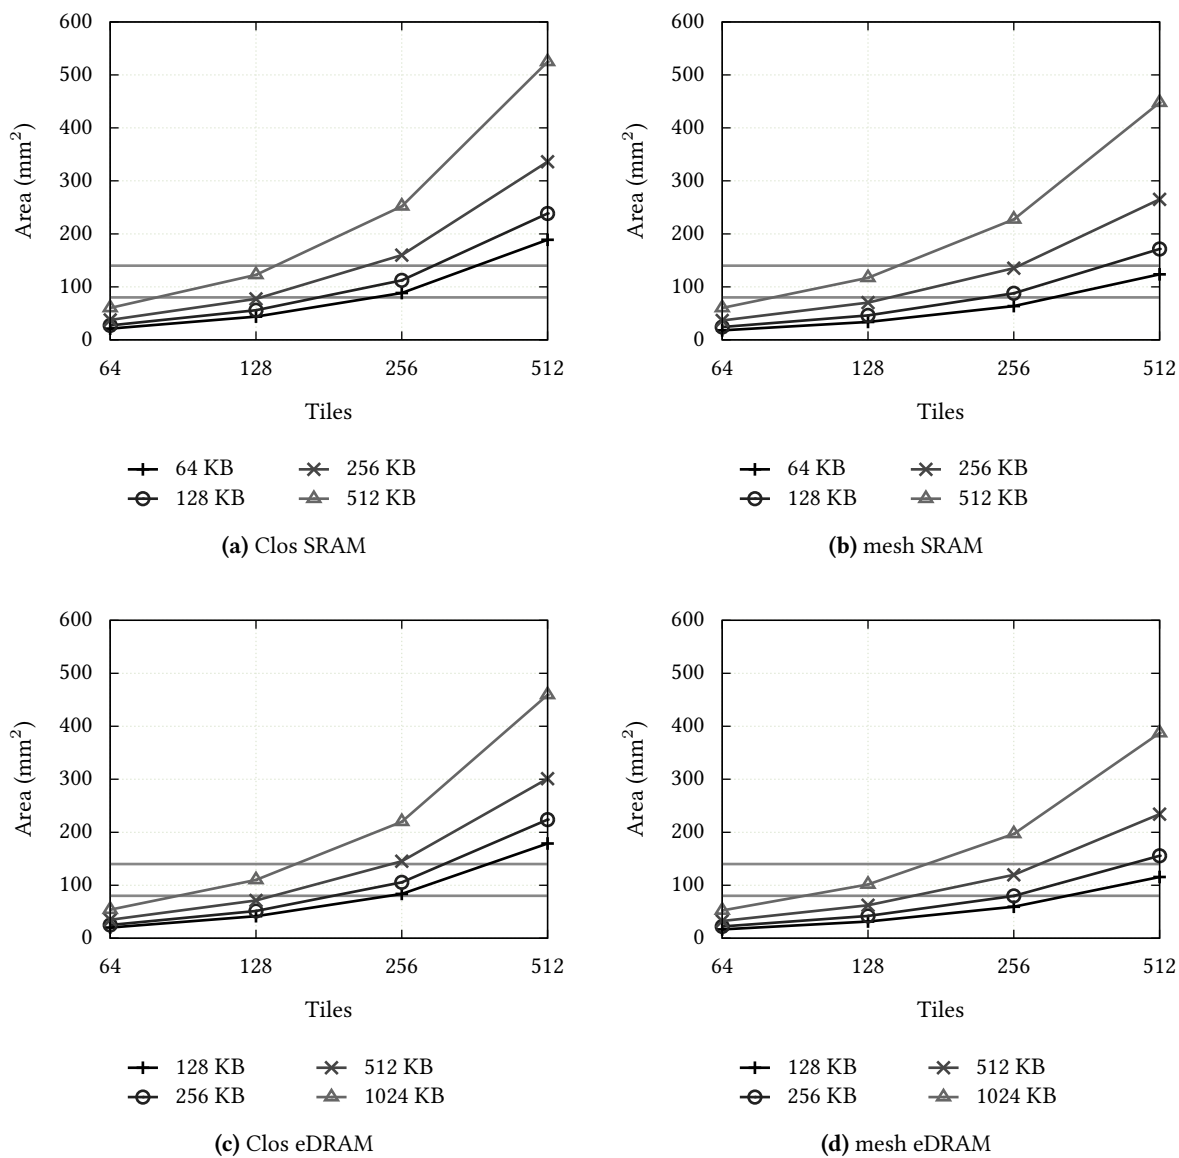 600
500
400
300
200
100
0
Area (mm²)
64 128 256 512
Tiles
64 KB 256 KB
128 KB 512 KB
(a) Clos SRAM
600
500
400
300
200
100
0
Area (mm²)
64 128 256 512
Tiles
64 KB 256 KB
128 KB 512 KB
(b) mesh SRAM
600
500
400
300
200
100
0
Area (mm²)
64 128 256 512
Tiles
128 KB 512 KB
256 KB 1024 KB
(c) Clos eDRAM
600
500
400
300
200
100
0
Area (mm²)
64 128 256 512
Tiles
128 KB 512 KB
256 KB 1024 KB
(d) mesh eDRAM